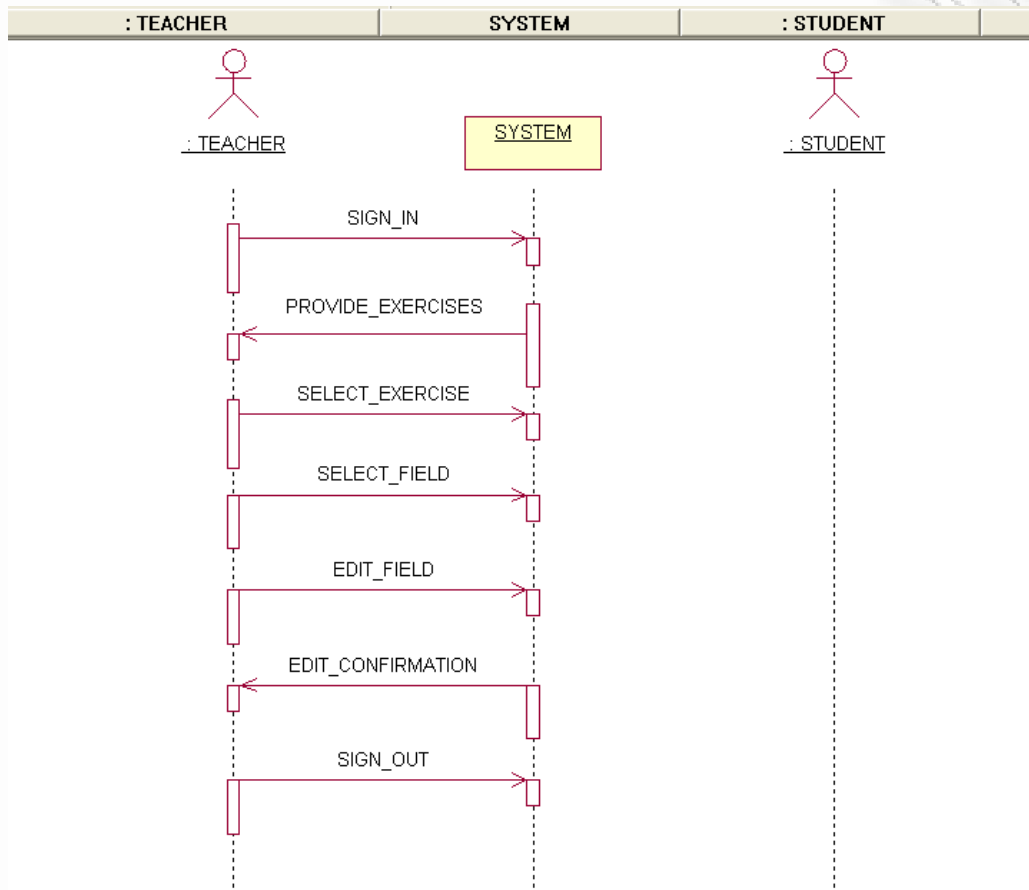 : TEACHER SYSTEM : STUDENT
: TEACHER SYSTEM : STUDENT
SIGN_IN
PROVIDE_EXERCISES
SELECT_EXERCISE
SELECT_FIELD
EDIT_FIELD
EDIT_CONFIRMATION
SIGN_OUT